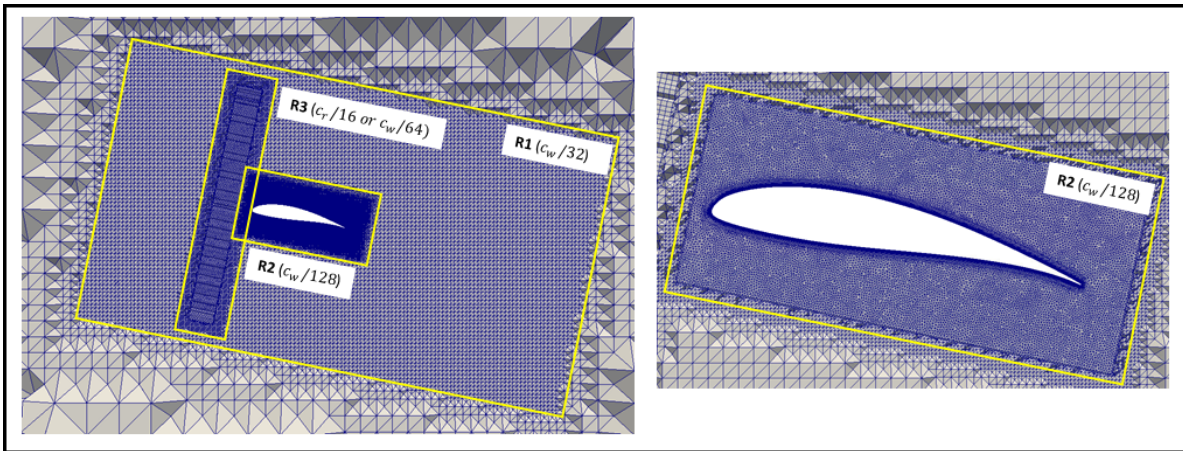 R3 (c_r/16 or c_w/64)
R1 (c_w/32)
R2 (c_w/128)
R2 (c_w/128)